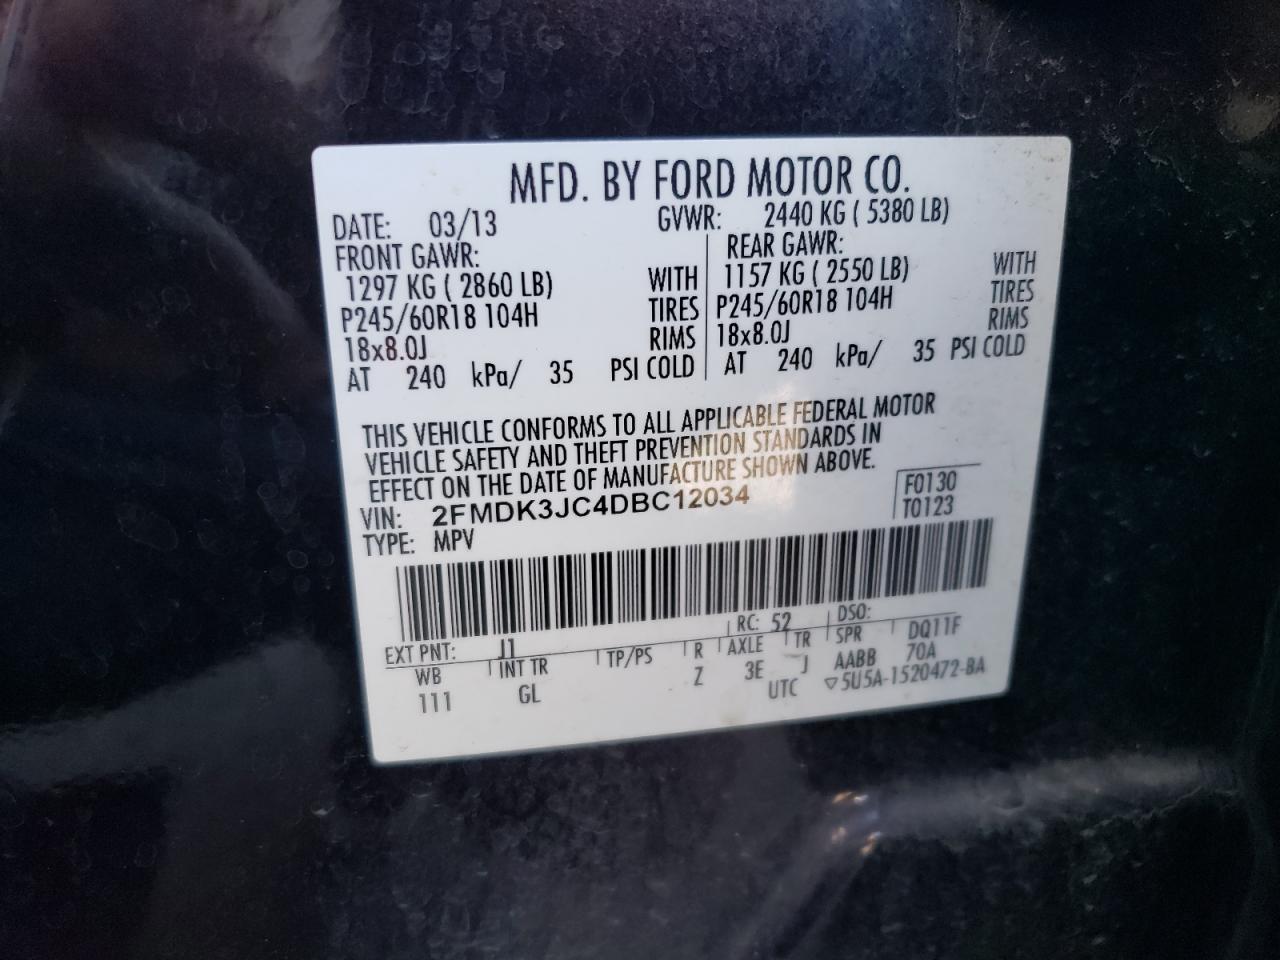 MFD. BY FORD MOTOR CO.
DATE: 03/13 GVWR: 2440 KG ( 5380 LB)
FRONT GAWR: REAR GAWR:
1297 KG ( 2860 LB) WITH 1157 KG ( 2550 LB) WITH
P245/60R18 104H TIRES P245/60R18 104H TIRES
18x8.0J RIMS 18x8.0J RIMS
AT 240 kPa/ 35 PSI COLD AT 240 kPa/ 35 PSI COLD
THIS VEHICLE CONFORMS TO ALL APPLICABLE FEDERAL MOTOR
VEHICLE SAFETY AND THEFT PREVENTION STANDARDS IN
EFFECT ON THE DATE OF MANUFACTURE SHOWN ABOVE.
VIN: 2FMDK3JC4DBC12034 F0130
TYPE: MPV T0123
EXT PNT: J1 RC: 52 DSO:
WB INT TR TP/PS R AXLE TR SPR DQ11F
111 GL Z 3E J AABB 70A
UTC ▽5U5A-1520472-BA